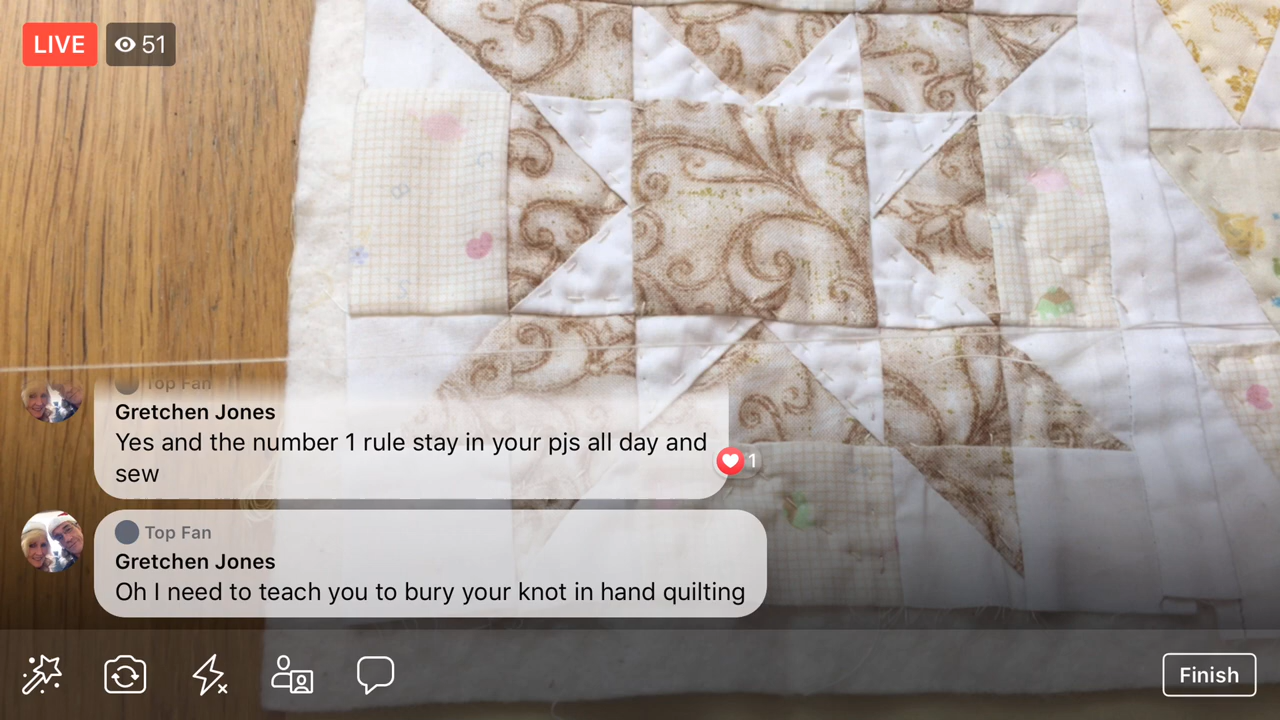 LIVE 51
Top Fan
Gretchen Jones
Yes and the number 1 rule stay in your pjs all day and
sew
1
Top Fan
Gretchen Jones
Oh I need to teach you to bury your knot in hand quilting
Finish